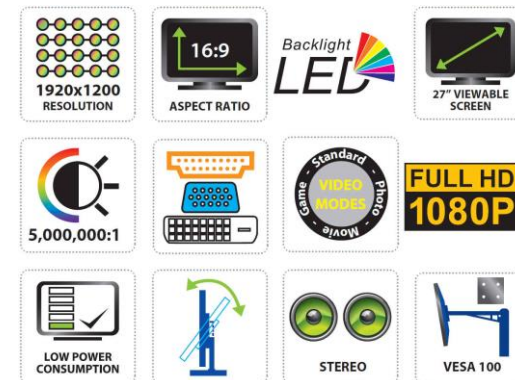 1920x1200
RESOLUTION
16:9
ASPECT RATIO
Backlight
LED
27" VIEWABLE
SCREEN
5,000,000:1
Standard - Photo - Movie - Game -
VIDEO
MODES
FULL HD
1080P
LOW POWER
CONSUMPTION
STEREO
VESA 100